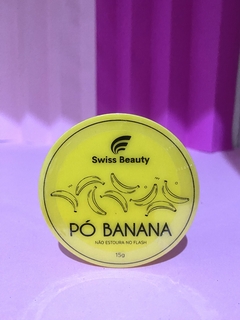 Swiss Beauty
PÓ BANANA
NÃO ESTOURA NO FLASH
15g